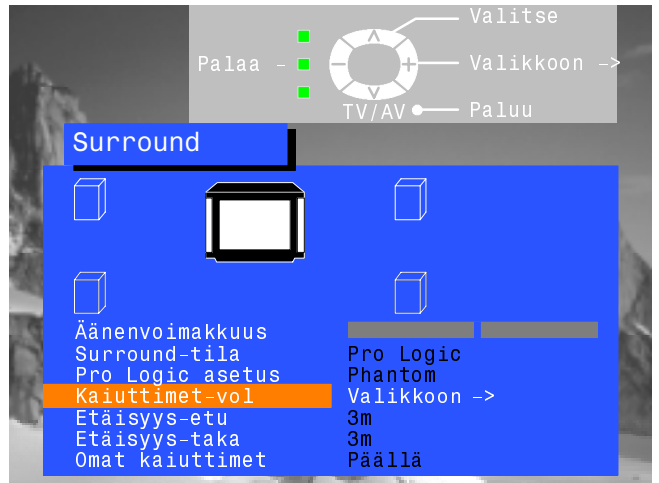 Valitse
Palaa – – + Valikkoon –>
TV/AV Paluu
Surround
Äänenvoimakkuus
Surround–tila Pro Logic
Pro Logic asetus Phantom
Kaiuttimet–vol Valikkoon –>
Etäisyys–etu 3m
Etäisyys–taka 3m
Omat kaiuttimet Päällä